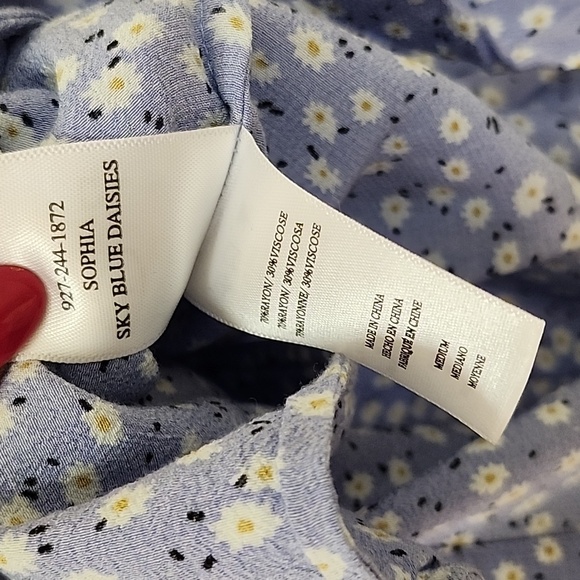 927-244-1872
SOPHIA
SKY BLUE DAISIES
70%RAYON/ 30%VISCOSE
70%RAYON/ 30%VISCOSA
70%RAYONNE/ 30%VISCOSE
MADE IN CHINA
HECHO EN CHINA
FABRIQUÉ EN CHINE
MEDIUM
MEDIANO
MOYENNE